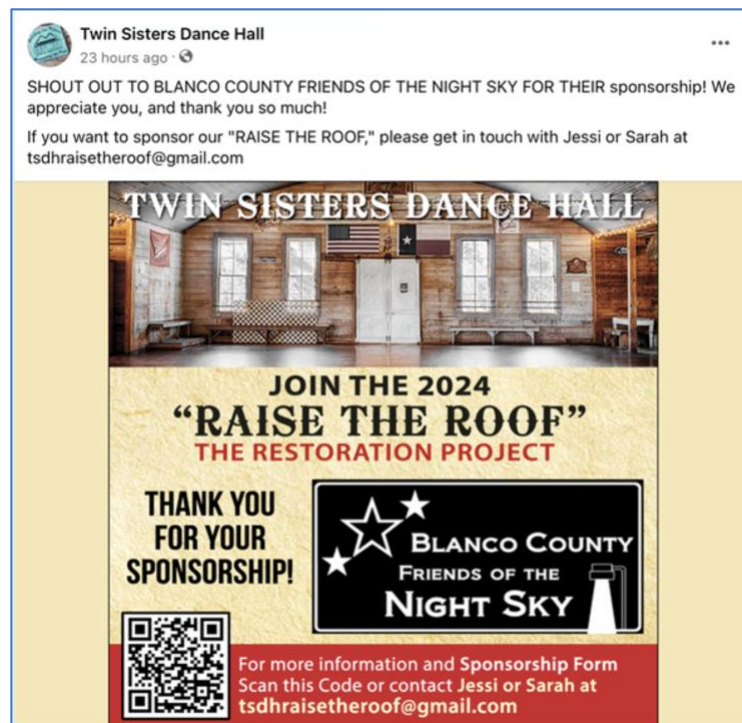 Twin Sisters Dance Hall
23 hours ago ·
SHOUT OUT TO BLANCO COUNTY FRIENDS OF THE NIGHT SKY FOR THEIR sponsorship! We
appreciate you, and thank you so much!
If you want to sponsor our "RAISE THE ROOF," please get in touch with Jessi or Sarah at
tsdhraisetheroof@gmail.com
TWIN SISTERS DANCE HALL
JOIN THE 2024
“RAISE THE ROOF”
THE RESTORATION PROJECT
THANK YOU
FOR YOUR
SPONSORSHIP!
BLANCO COUNTY
FRIENDS OF THE
NIGHT SKY
For more information and Sponsorship Form
Scan this Code or contact Jessi or Sarah at
tsdhraisetheroof@gmail.com